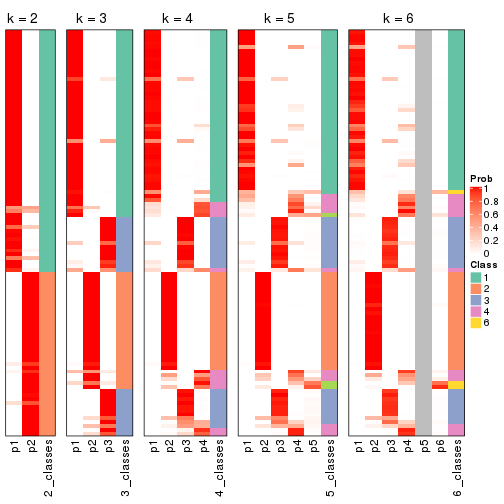 k = 2
k = 3
k = 4
k = 5
k = 6
p1
p2
2_classes
p1
p2
p3
3_classes
p1
p2
p3
p4
4_classes
p1
p2
p3
p4
p5
5_classes
p1
p2
p3
p4
p5
p6
6_classes
Prob
1
0.8
0.6
0.4
0.2
0
Class
1
2
3
4
6